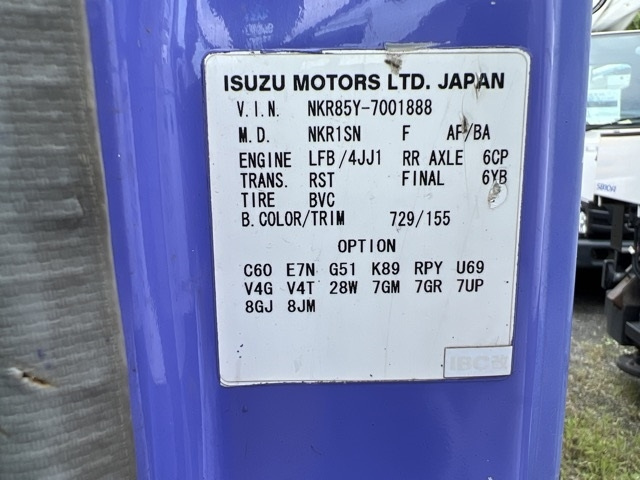 ISUZU MOTORS LTD. JAPAN
V.I.N. NKR85Y-7001888
M.D. NKR1SN F AF/BA
ENGINE LFB/4JJ1 RR AXLE 6CP
TRANS. RST FINAL 6YB
TIRE BVC
B.COLOR/TRIM 729/155
OPTION
C60 E7N G51 K89 RPY U69
V4G V4T 28W 7GM 7GR 7UP
8GJ 8JM